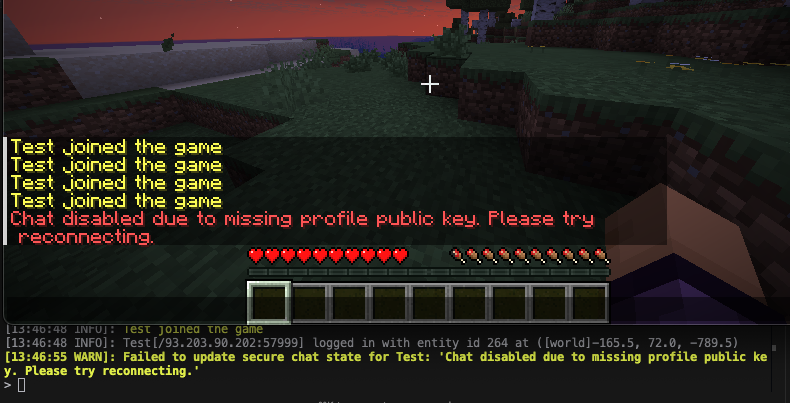 Test joined the game
Test joined the game
Test joined the game
Test joined the game
Chat disabled due to missing profile public key. Please try
reconnecting.
[13:46:48 INFO]: Test joined the game
[13:46:48 INFO]: Test[/93.203.90.202:57999] logged in with entity id 264 at ([world]-165.5, 72.0, -789.5)
[13:46:55 WARN]: Failed to update secure chat state for Test: 'Chat disabled due to missing profile public ke
y. Please try reconnecting.'
>